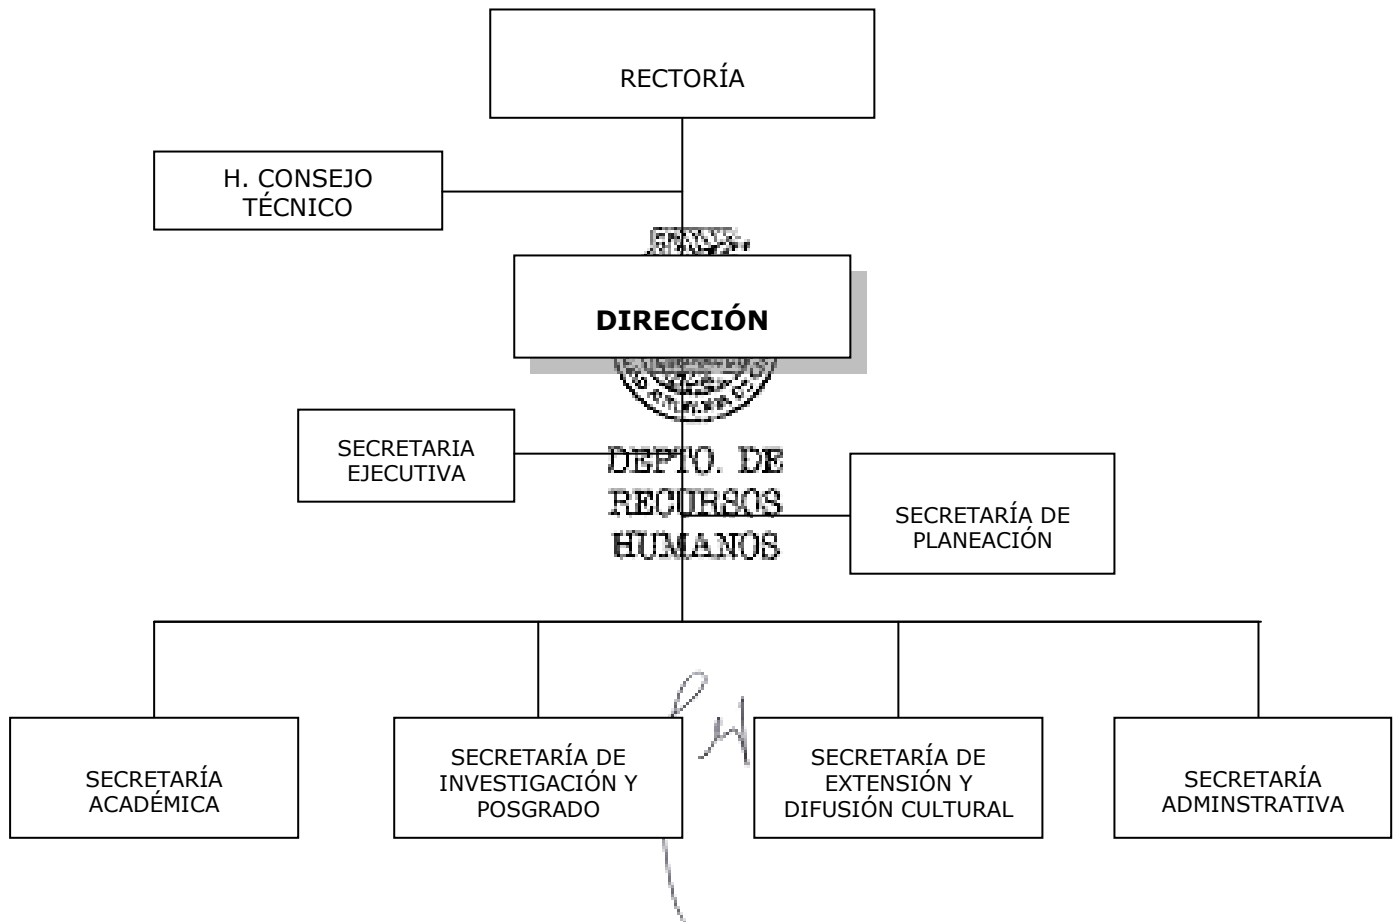 RECTORÍA
H. CONSEJO
TÉCNICO
DIRECCIÓN
SECRETARIA
EJECUTIVA
DEPTO. DE
RECURSOS
HUMANOS
SECRETARÍA DE
PLANEACIÓN
SECRETARÍA
ACADÉMICA
SECRETARÍA DE
INVESTIGACIÓN Y
POSGRADO
SECRETARÍA DE
EXTENSIÓN Y
DIFUSIÓN CULTURAL
SECRETARÍA
ADMINSTRATIVA